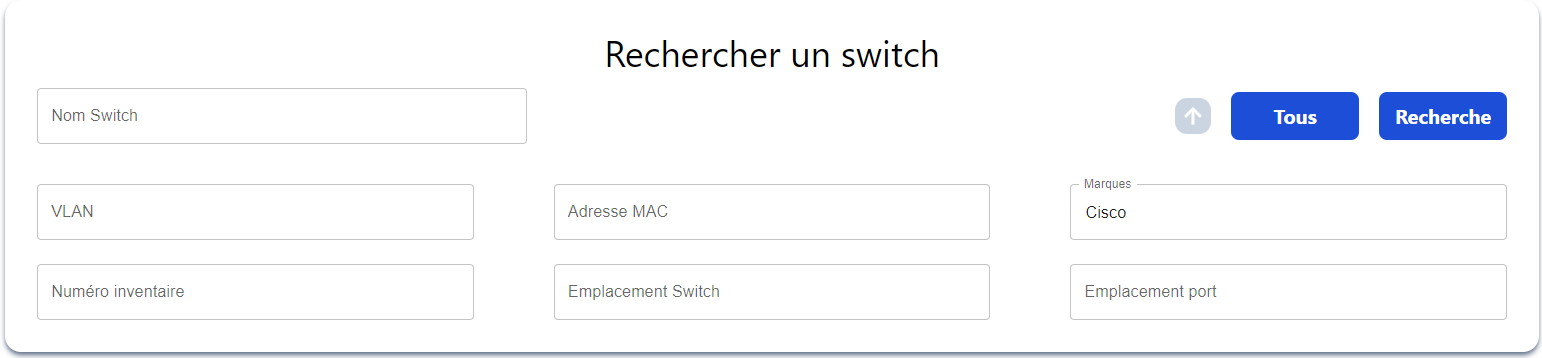 Rechercher un switch
Nom Switch
Tous
Recherche
VLAN
Adresse MAC
Marques
Cisco
Numéro inventaire
Emplacement Switch
Emplacement port